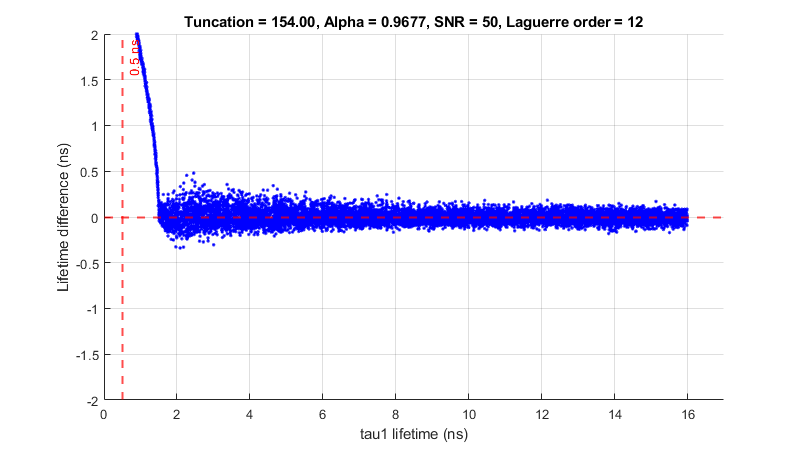 Tuncation = 154.00, Alpha = 0.9677, SNR = 50, Laguerre order = 12
2
1.5
1
0.5
0
-0.5
-1
-1.5
-2
Lifetime difference (ns)
0.5 ns
0 2 4 6 8 10 12 14 16
tau1 lifetime (ns)